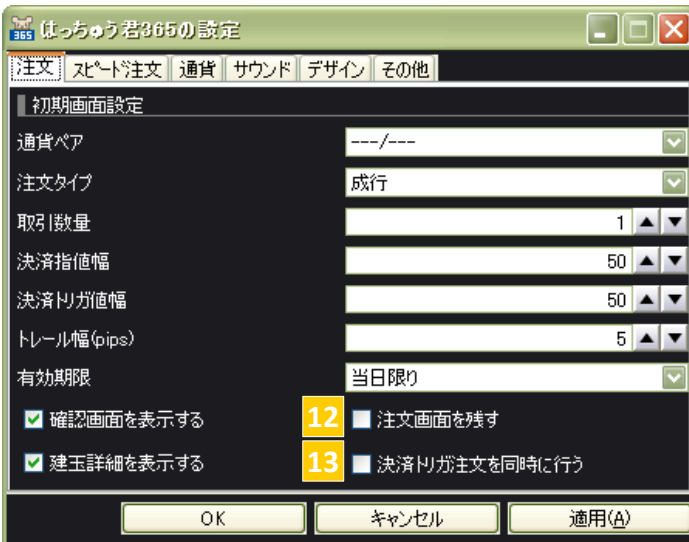 365 はっちゅう君365の設定
注文 スピード注文 通貨 サウンド デザイン その他
初期画面設定
通貨ペア ---/---
注文タイプ 成行
取引数量 1
決済指値幅 50
決済トリガ値幅 50
トレール幅(pips) 5
有効期限 当日限り
確認画面を表示する 12 注文画面を残す
建玉詳細を表示する 13 決済トリガ注文を同時に行う
OK キャンセル 適用(A)